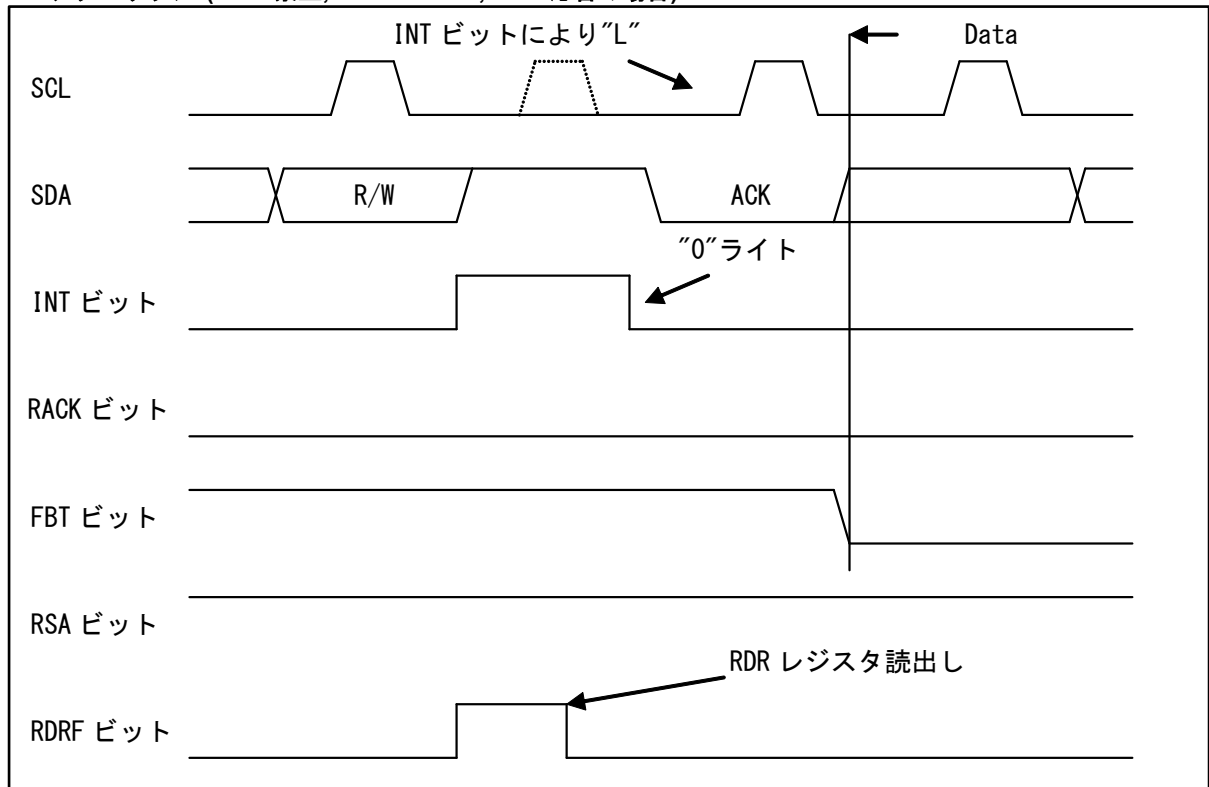 INT ビットにより"L"
Data
SCL
SDA
R/W
ACK
"0"ライト
INT ビット
RACK ビット
FBT ビット
RSA ビット
RDR レジスタ読出し
RDRF ビット